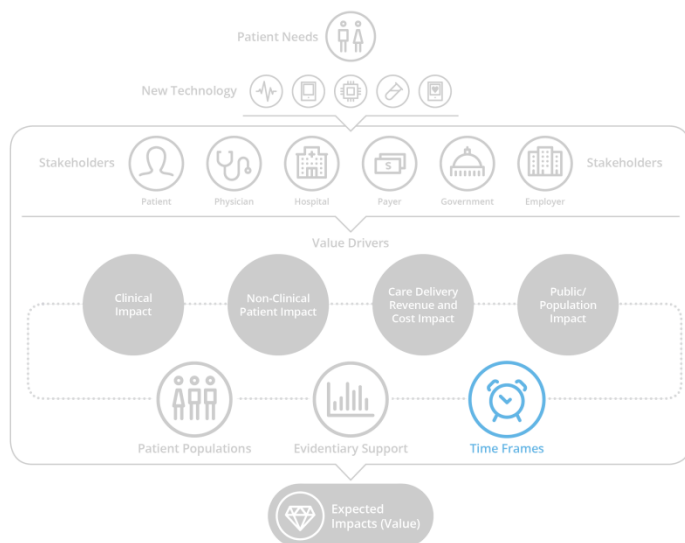 Patient Needs
New Technology
Stakeholders
Stakeholders
$
Patient
Physician
Hospital
Payer
Government
Employer
Value Drivers
Clinical
Impact
Non-Clinical
Patient Impact
Care Delivery
Revenue and
Cost Impact
Public/
Population
Impact
Patient Populations
Evidentiary Support
Time Frames
Expected
Impacts (Value)